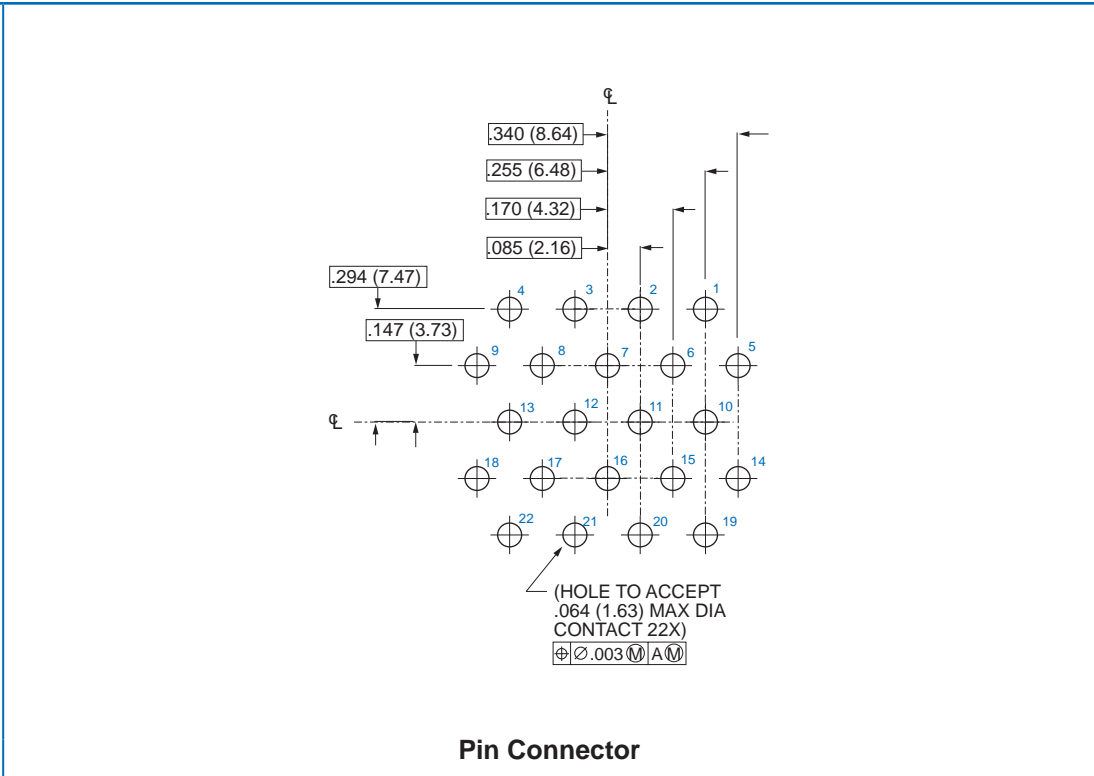 ℄
.340 (8.64)
.255 (6.48)
.170 (4.32)
.085 (2.16)
.294 (7.47)
4 3 2 1
.147 (3.73)
9 8 7 6 5
℄ 13 12 11 10
18 17 16 15 14
22 21 20 19
(HOLE TO ACCEPT
.064 (1.63) MAX DIA
CONTACT 22X)
⌖ ∅.003 Ⓜ A Ⓜ
Pin Connector